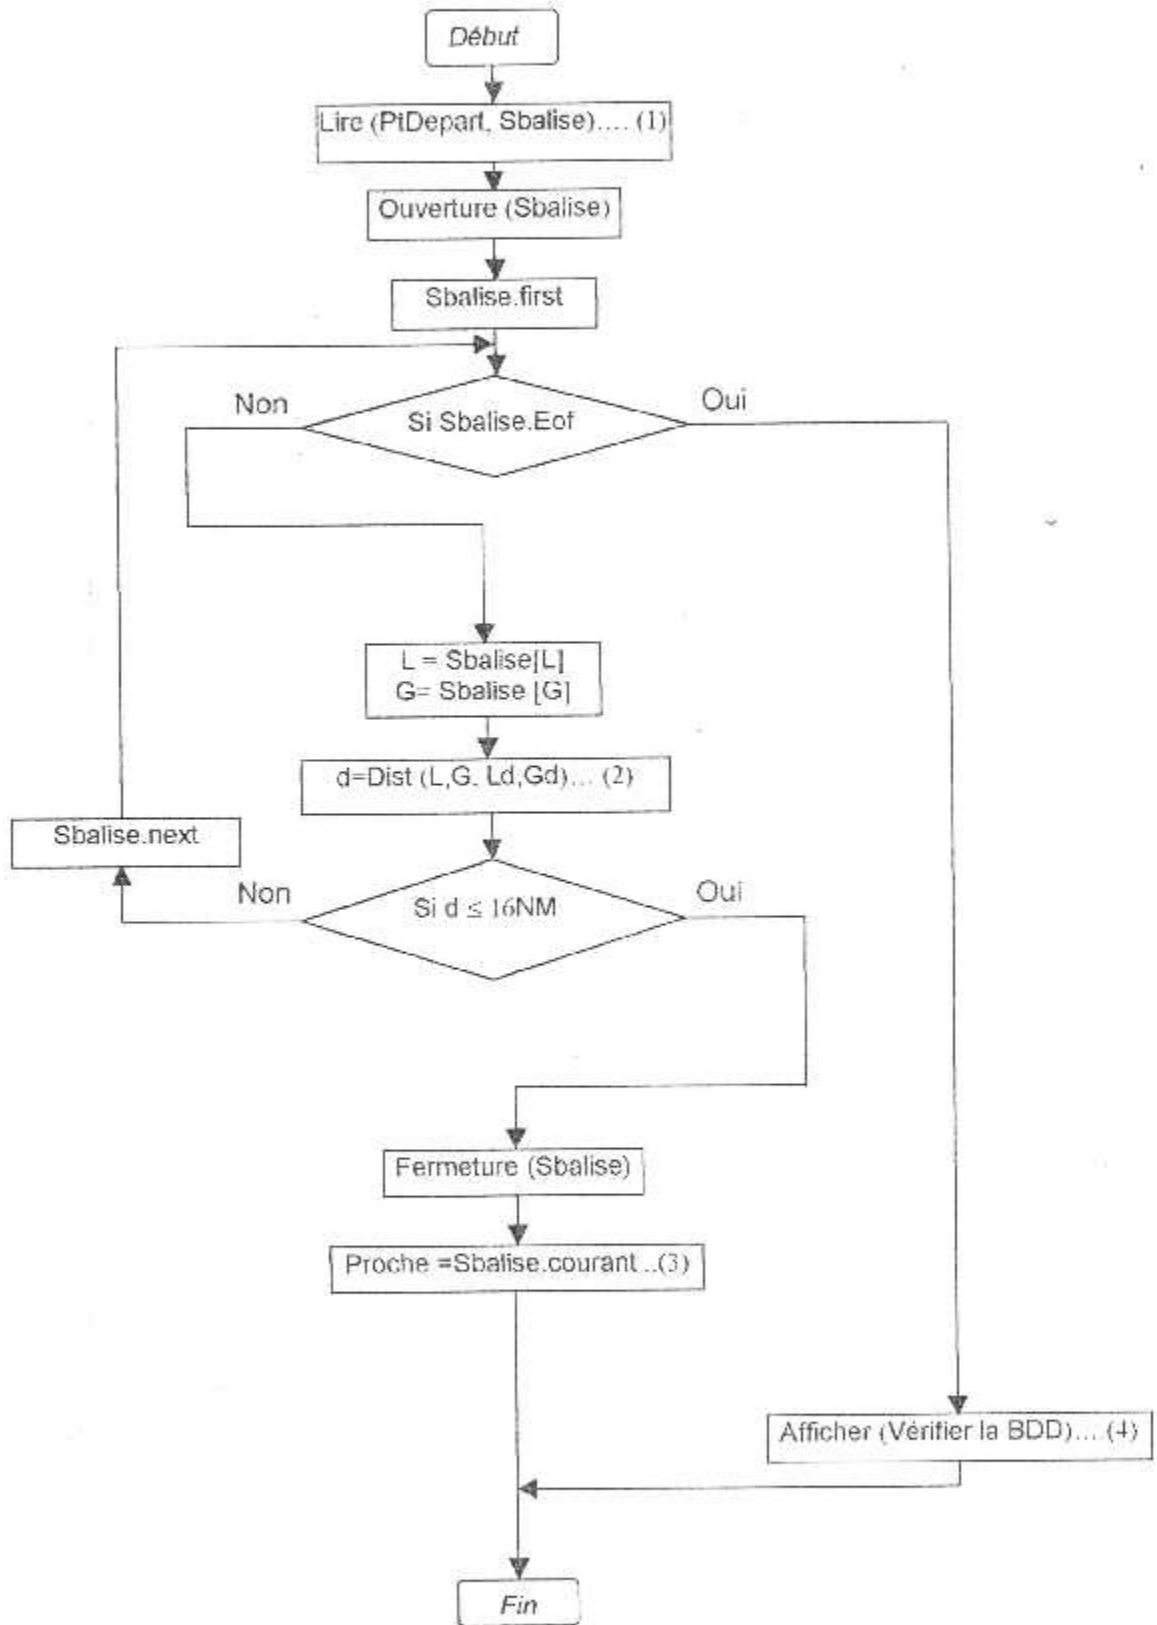 Début
Lire (PtDepart, Sbalise).... (1)
Ouverture (Sbalise)
Sbalise.first
Non
Oui
Si Sbalise.Eof
L = Sbalise[L]
G= Sbalise [G]
d=Dist (L,G, Ld,Gd)... (2)
Sbalise.next
Non
Oui
Si d ≤ 16NM
Fermeture (Sbalise)
Proche =Sbalise.courant ..(3)
Afficher (Vérifier la BDD).... (4)
Fin